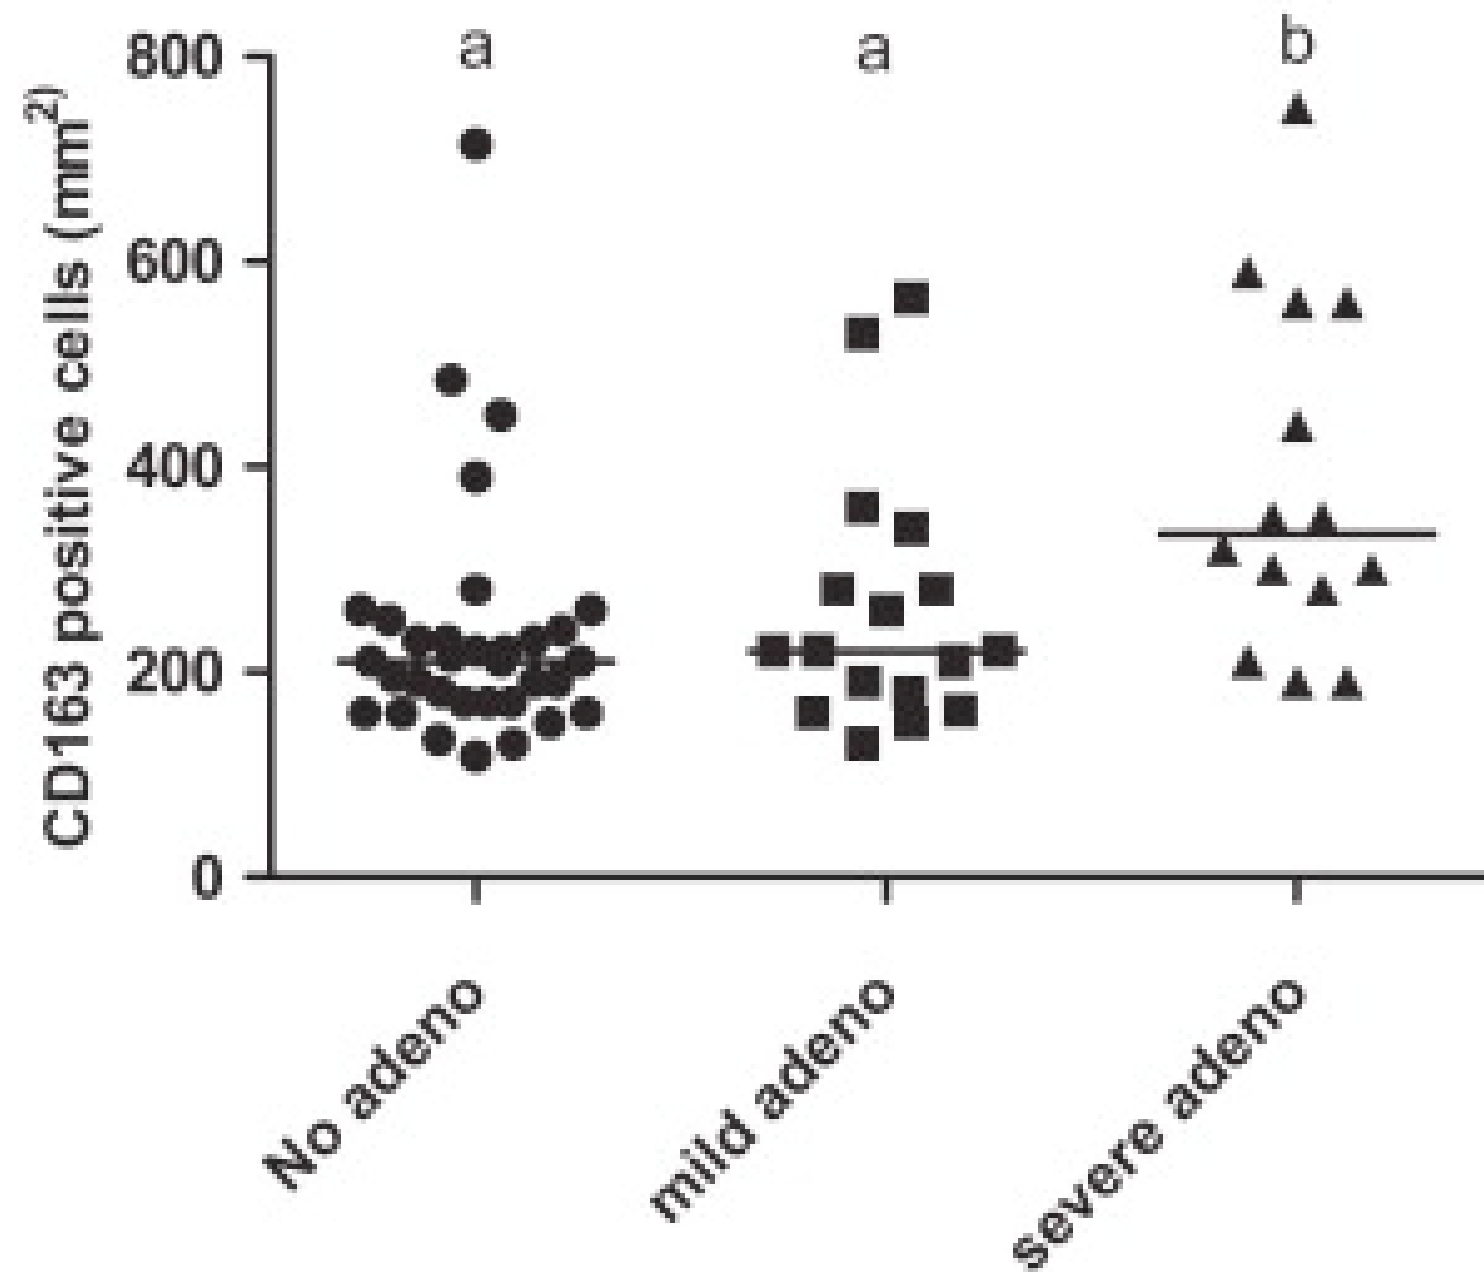 CD163 positive cells (mm2)
800
600
400
200
0
a
a
b
No adeno
mild adeno
severe adeno